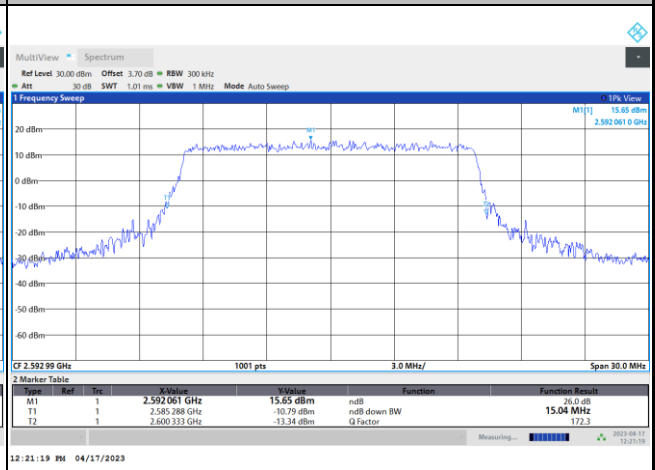 MultiView Spectrum
Ref Level 30.00 dBm Offset 3.70 dB RBW 300 kHz
Att 30 dB SWT 1.01 ms VBW 1 MHz Mode Auto Sweep
1 Frequency Sweep 1Pk View
M1[1] 15.65 dBm
2.592 061 0 GHz
M1
20 dBm
10 dBm
0 dBm
-10 dBm
T1
T2
-20 dBm
-30 dBm
-40 dBm
-50 dBm
-60 dBm
CF 2.592 99 GHz 1001 pts 3.0 MHz/ Span 30.0 MHz
2 Marker Table
Type Ref Trc X-Value Y-Value Function Function Result
M1 1 2.592 061 GHz 15.65 dBm ndB 26.0 dB
T1 1 2.585 288 GHz -10.79 dBm ndB down BW 15.04 MHz
T2 1 2.600 333 GHz -13.34 dBm Q Factor 172.3
Measuring... 2023-04-17
12:21:19
12:21:19 PM 04/17/2023